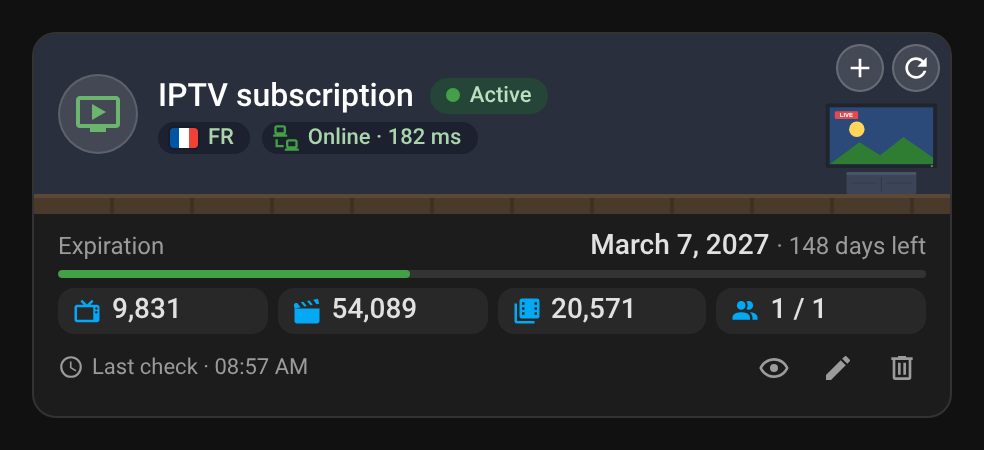 IPTV subscription
Active
FR
Online · 182 ms
LIVE
Expiration
March 7, 2027 · 148 days left
9,831
54,089
20,571
1 / 1
Last check · 08:57 AM